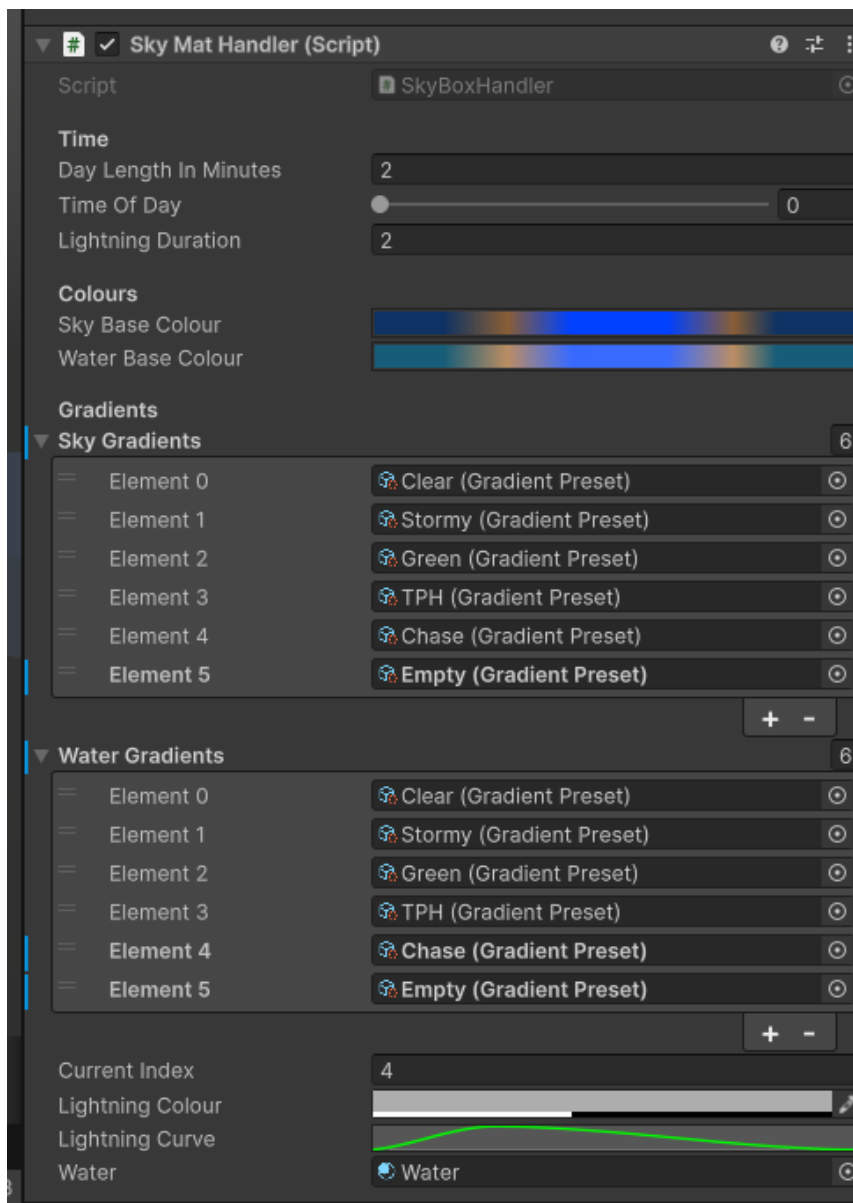 # Sky Mat Handler (Script)
Script # SkyBoxHandler
Time
Day Length In Minutes 2
Time Of Day 0
Lightning Duration 2
Colours
Sky Base Colour
Water Base Colour
Gradients
Sky Gradients 6
Element 0 Clear (Gradient Preset)
Element 1 Stormy (Gradient Preset)
Element 2 Green (Gradient Preset)
Element 3 TPH (Gradient Preset)
Element 4 Chase (Gradient Preset)
Element 5 Empty (Gradient Preset)
+ -
Water Gradients 6
Element 0 Clear (Gradient Preset)
Element 1 Stormy (Gradient Preset)
Element 2 Green (Gradient Preset)
Element 3 TPH (Gradient Preset)
Element 4 Chase (Gradient Preset)
Element 5 Empty (Gradient Preset)
+ -
Current Index 4
Lightning Colour
Lightning Curve
Water Water